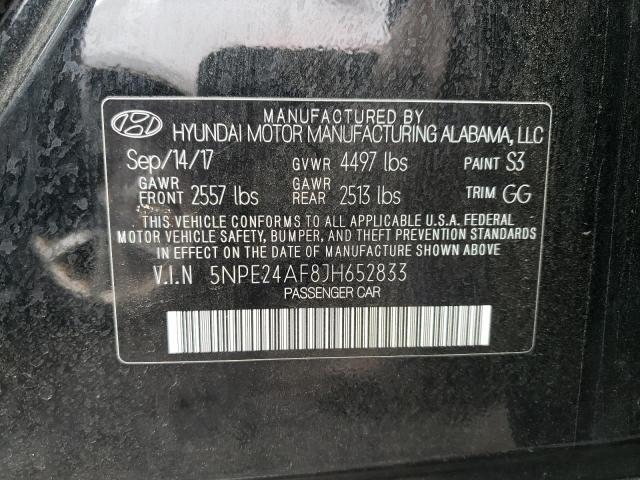 MANUFACTURED BY
HYUNDAI MOTOR MANUFACTURING ALABAMA, LLC
Sep/14/17 GVWR 4497 lbs PAINT S3
GAWR FRONT 2557 lbs GAWR REAR 2513 lbs TRIM GG
THIS VEHICLE CONFORMS TO ALL APPLICABLE U.S.A. FEDERAL
MOTOR VEHICLE SAFETY, BUMPER, AND THEFT PREVENTION STANDARDS
IN EFFECT ON THE DATE OF MANUFACTURE SHOWN ABOVE
V.I.N 5NPE24AF8JH652833
PASSENGER CAR